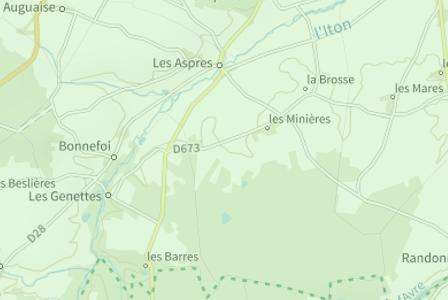 Auguaise
l'Iton
Les Aspres
la Brosse
les Mares
les Minières
Bonnefoi
D673
s Beslières
Les Genettes
D28
les Barres
Randon
l'Avre